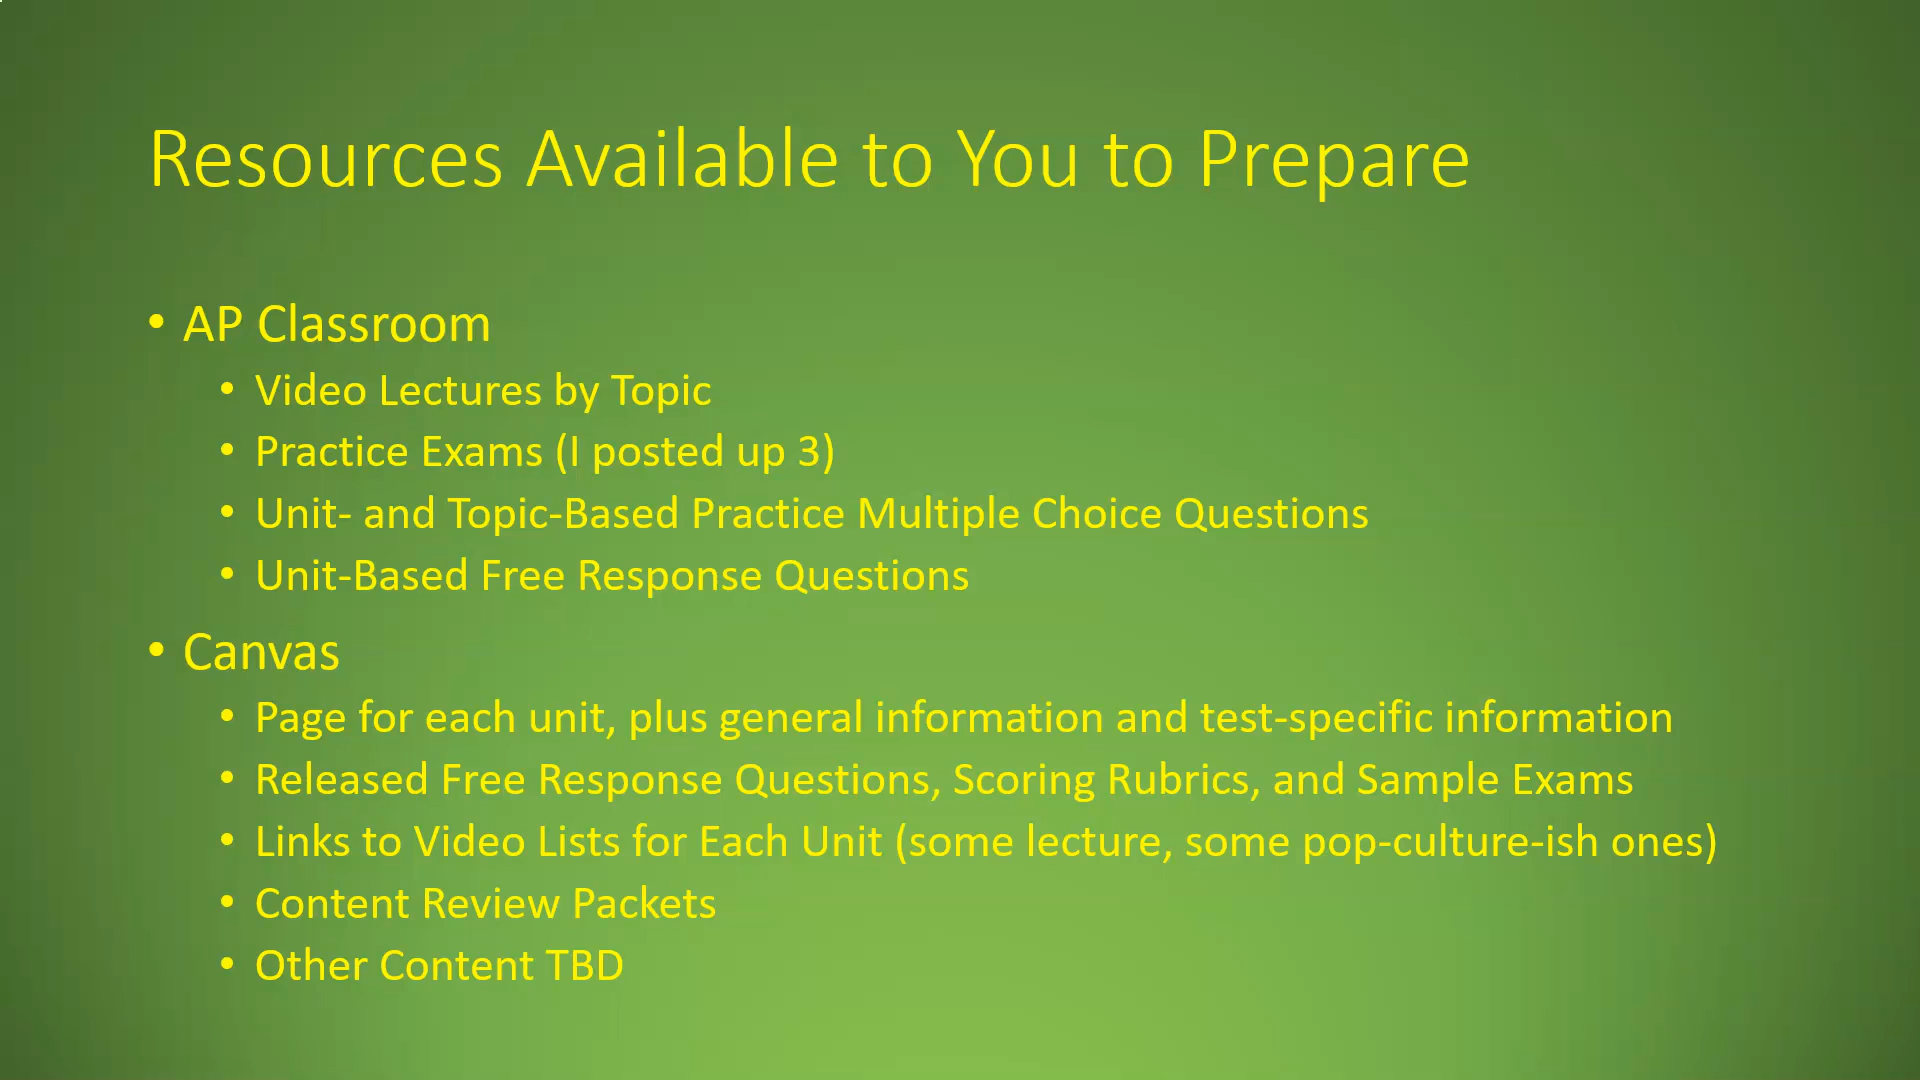 Resources Available to You to Prepare
• AP Classroom
• Video Lectures by Topic
• Practice Exams (I posted up 3)
• Unit- and Topic-Based Practice Multiple Choice Questions
• Unit-Based Free Response Questions
• Canvas
• Page for each unit, plus general information and test-specific information
• Released Free Response Questions, Scoring Rubrics, and Sample Exams
• Links to Video Lists for Each Unit (some lecture, some pop-culture-ish ones)
• Content Review Packets
• Other Content TBD